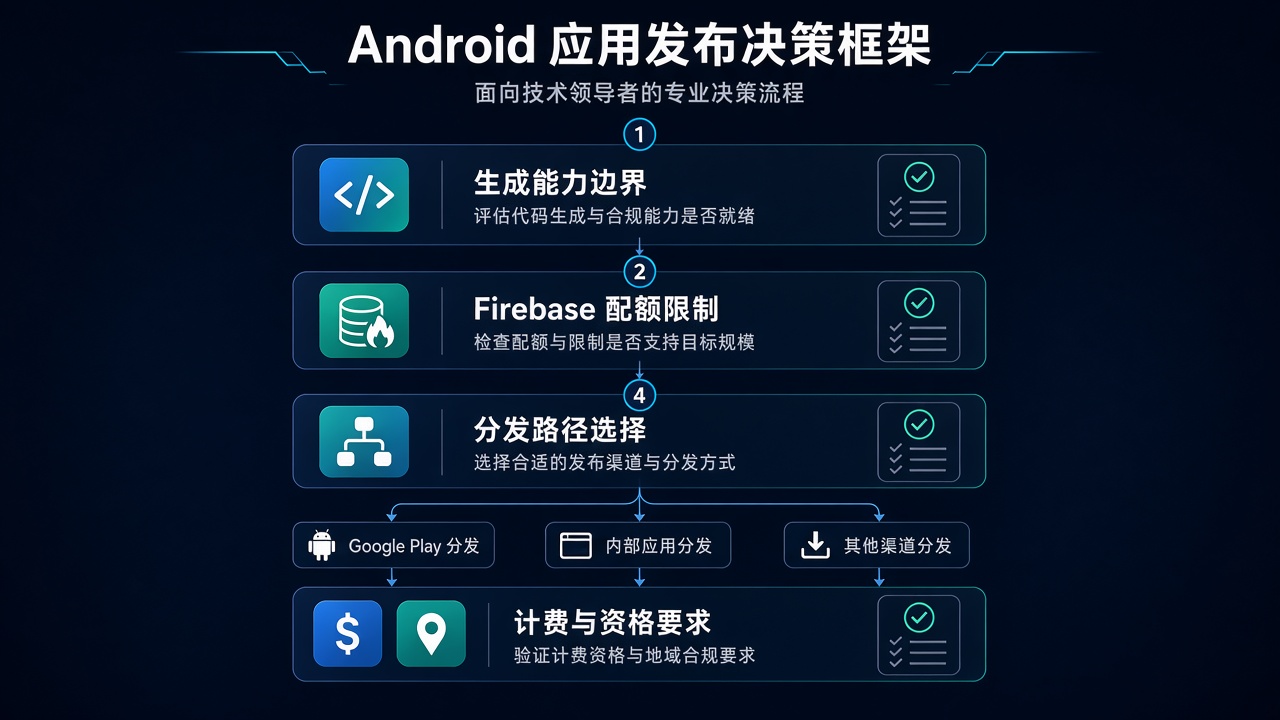 Android 应用发布决策框架
面向技术领导者的专业决策流程
1
生成能力边界
评估代码生成与合规能力是否就绪
2
Firebase 配额限制
检查配额与限制是否支持目标规模
4
分发路径选择
选择合适的发布渠道与分发方式
Google Play 分发
内部应用分发
其他渠道分发
$
计费与资格要求
验证计费资格与地域合规要求